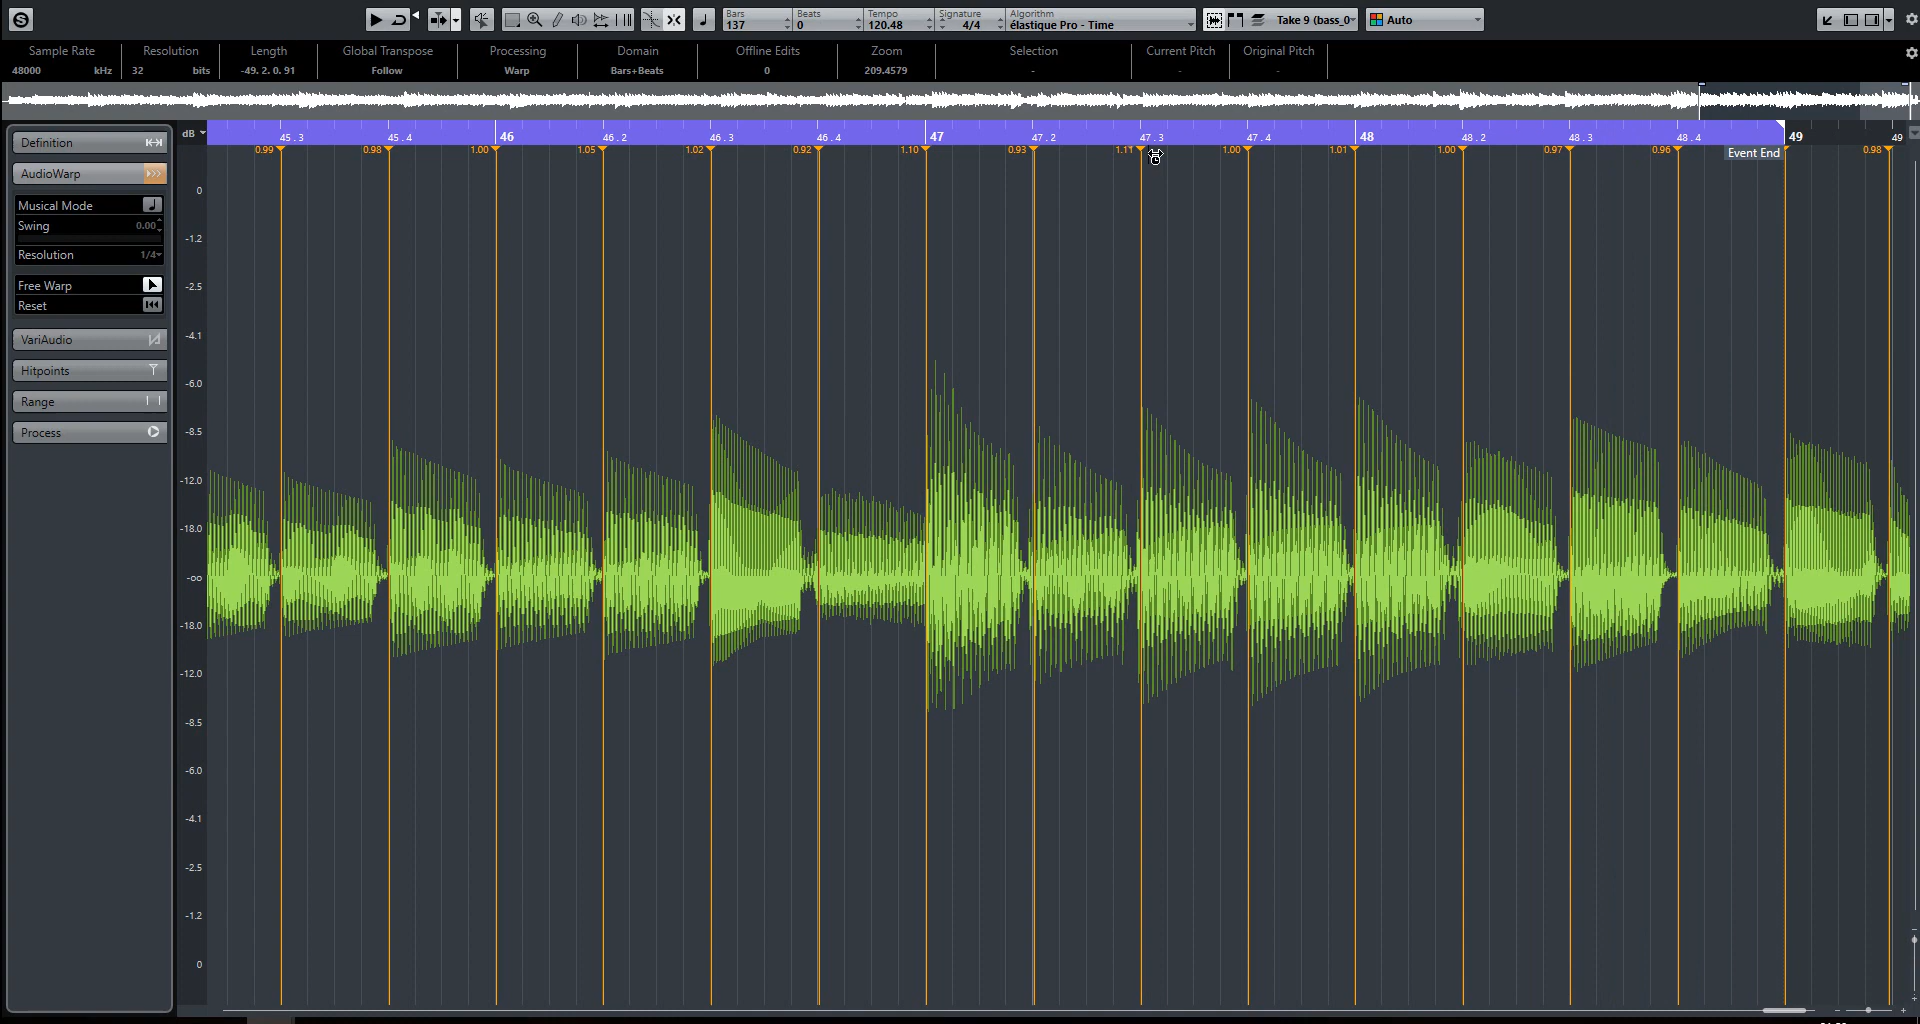 S
Bars Beats Tempo Signature Algorithm
137 0 120.48 4/4 élastique Pro - Time Take 9 (bass_0 Auto
Sample Rate Resolution Length Global Transpose Processing Domain Offline Edits Zoom Selection Current Pitch Original Pitch
48000 kHz 32 bits -49. 2. 0. 91 Follow Warp Bars+Beats 0 209.4579 - - -
dB 45.3 45.4 46 46.2 46.3 46.4 47 47.2 47.3 47.4 48 48.2 48.3 48.4 49 49
0.99 0.98 1.00 1.05 1.02 0.92 1.10 0.93 1.11 1.00 1.01 1.00 0.97 0.96 Event End 0.98
Definition
AudioWarp
Musical Mode
Swing 0.00
Resolution 1/4
Free Warp
Reset
VariAudio
Hitpoints
Range
Process
0
-1.2
-2.5
-4.1
-6.0
-8.5
-12.0
-18.0
-oo
-18.0
-12.0
-8.5
-6.0
-4.1
-2.5
-1.2
0